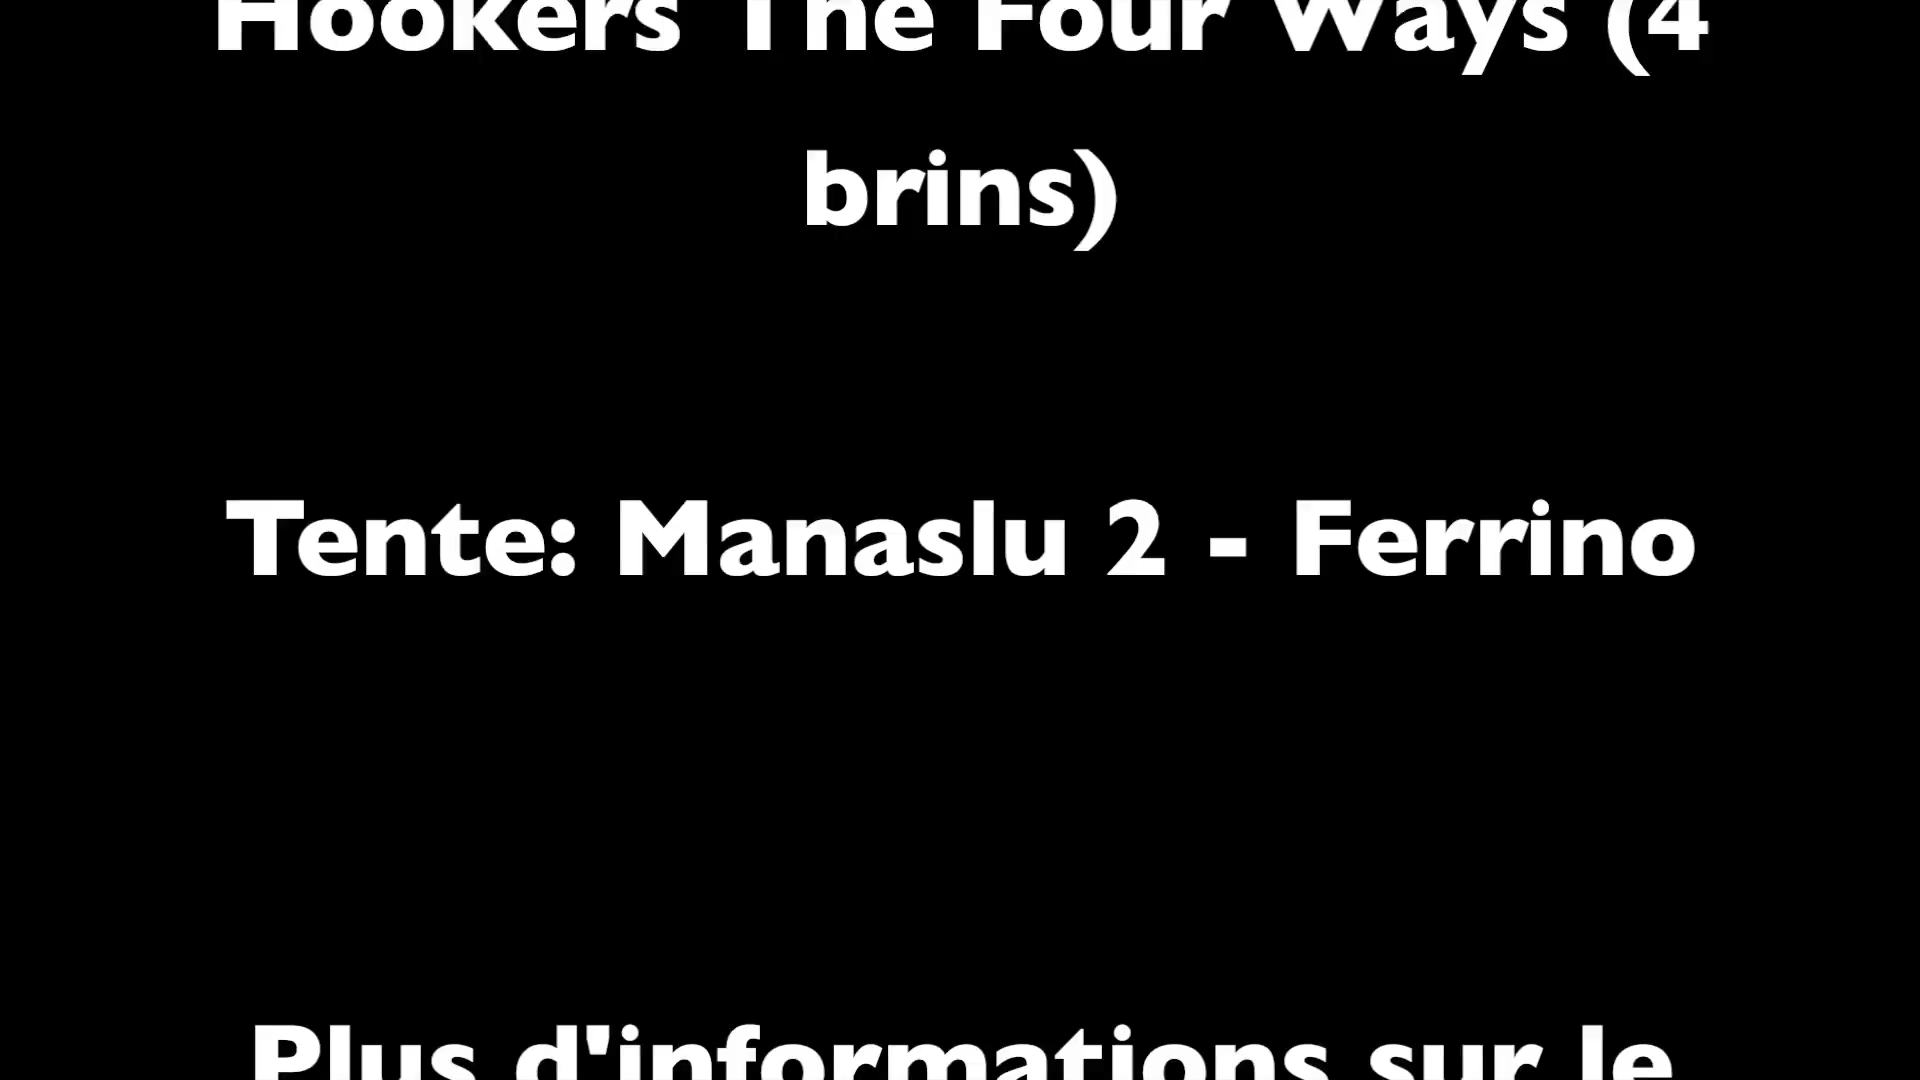 Hookers The Four Ways (4
brins)
Tente: Manaslu 2 - Ferrino
Plus d'informations sur le